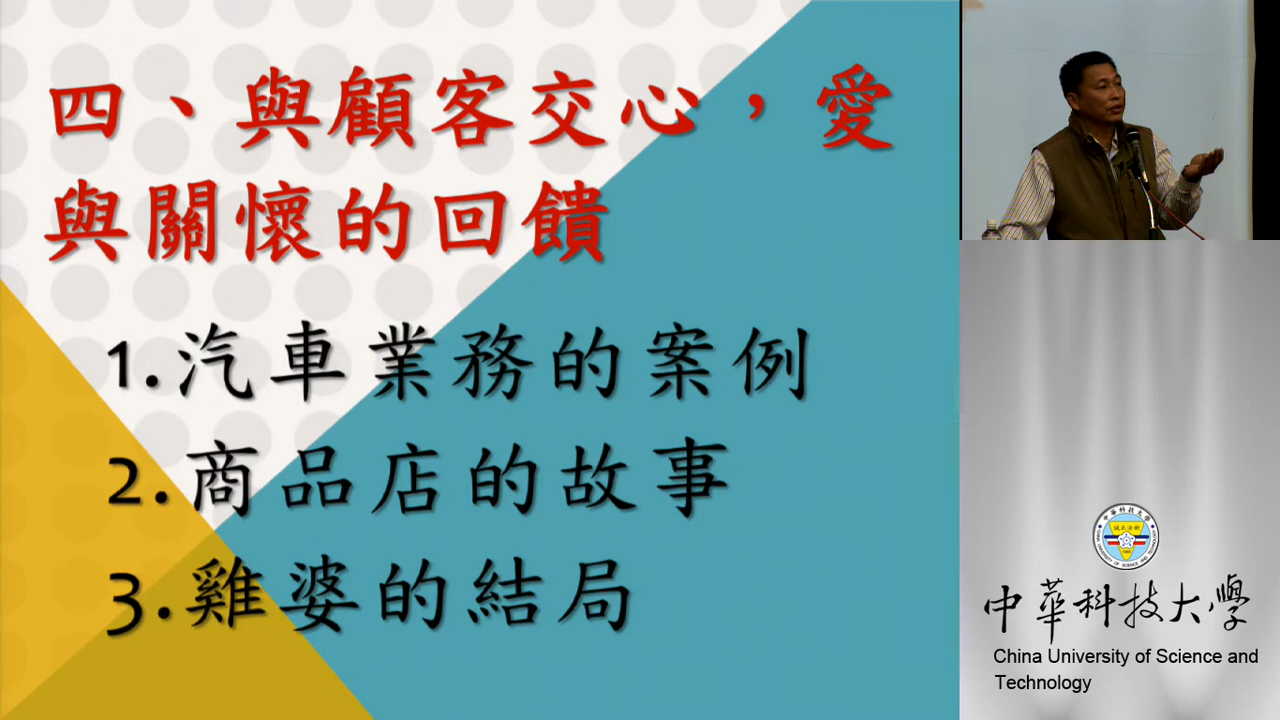 四、與顧客交心，愛
與關懷的回饋
1.汽車業務的案例
2.商品店的故事
3.雞婆的結局
中華科技大學
China University of Science and
Technology